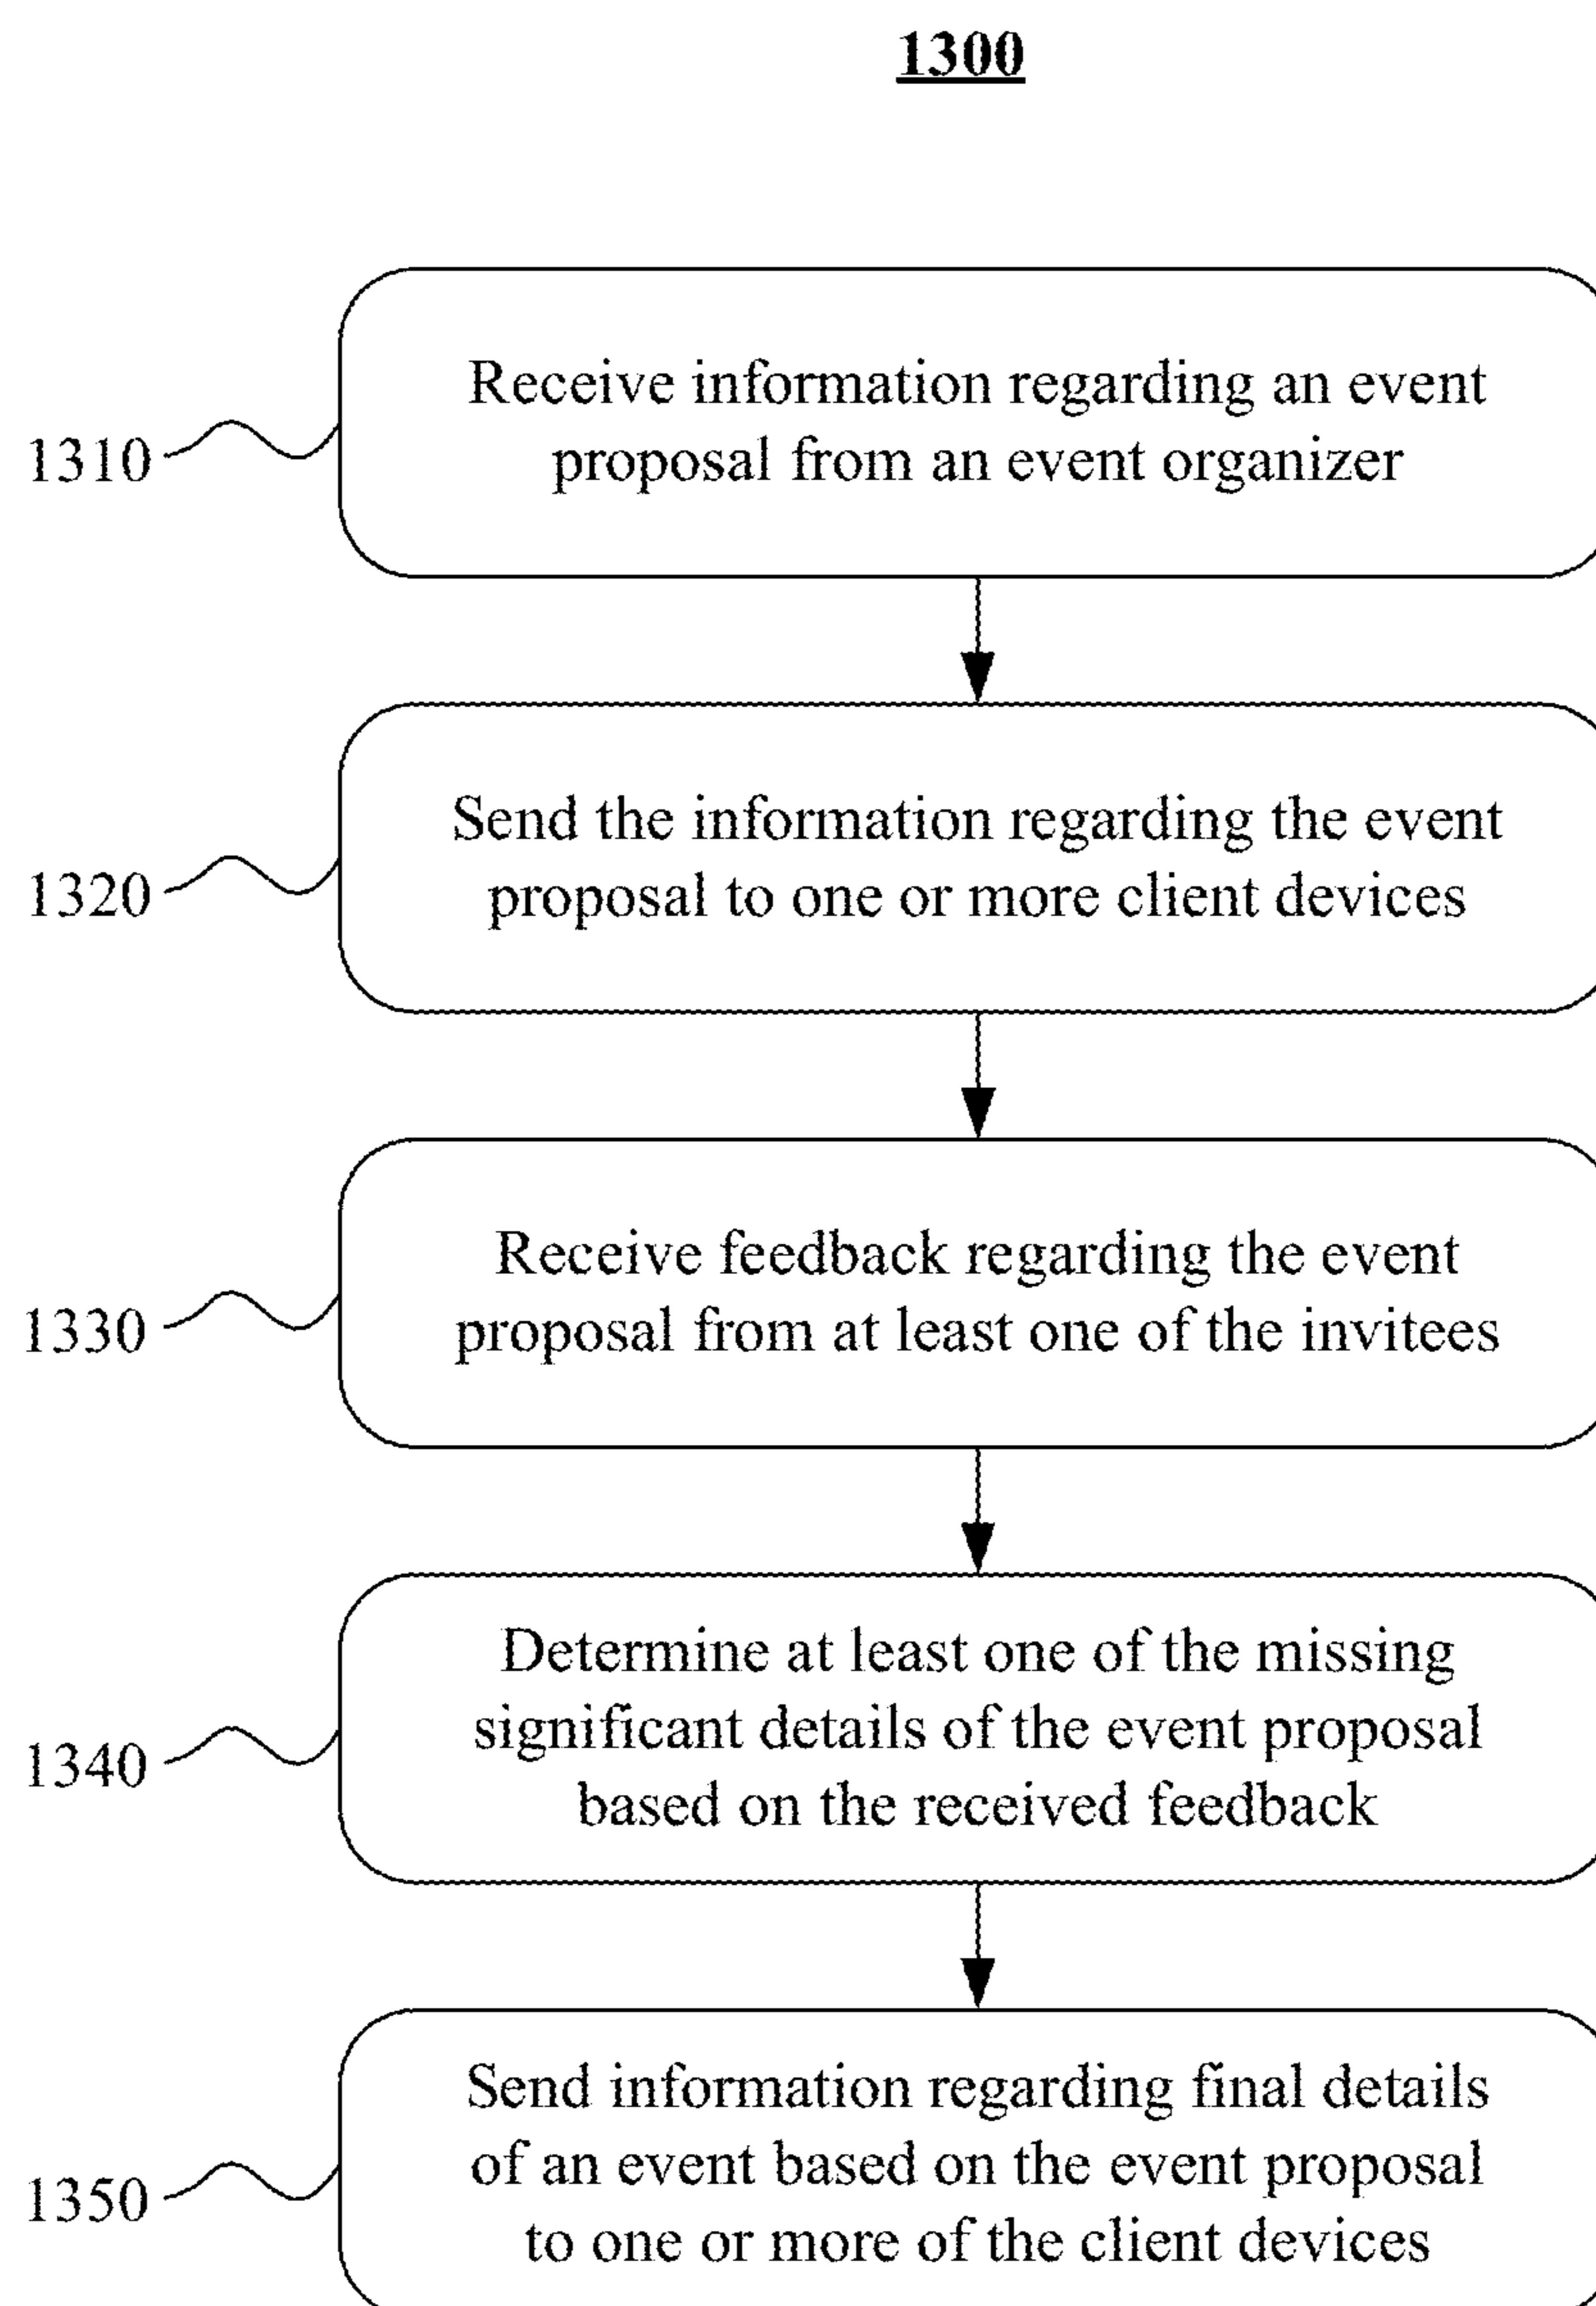 1300
Receive information regarding an event
proposal from an event organizer
1310
Send the information regarding the event
proposal to one or more client devices
1320
Receive feedback regarding the event
proposal from at least one of the invitees
1330
Determine at least one of the missing
significant details of the event proposal
based on the received feedback
1340
Send information regarding final details
of an event based on the event proposal
to one or more of the client devices
1350